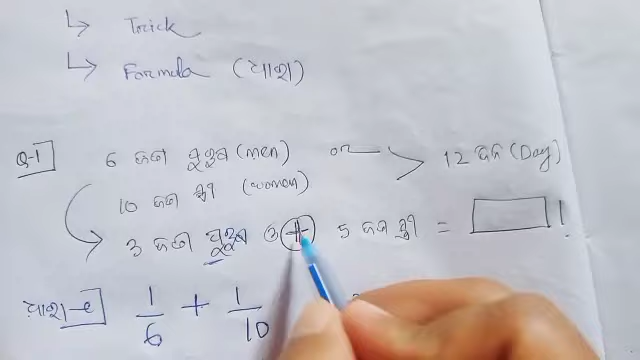 ↳ Trick
↳ Formula (ଯୋଗ)
Q-1 6 ଜଣ ପୁରୁଷ (men) or 12 ଦିନ (Day)
10 ଜଣ ସ୍ତ୍ରୀ (women)
3 ଜଣ ପୁରୁଷ ଓ + 5 ଜଣ ସ୍ତ୍ରୀ = !
1/6 + 1/10